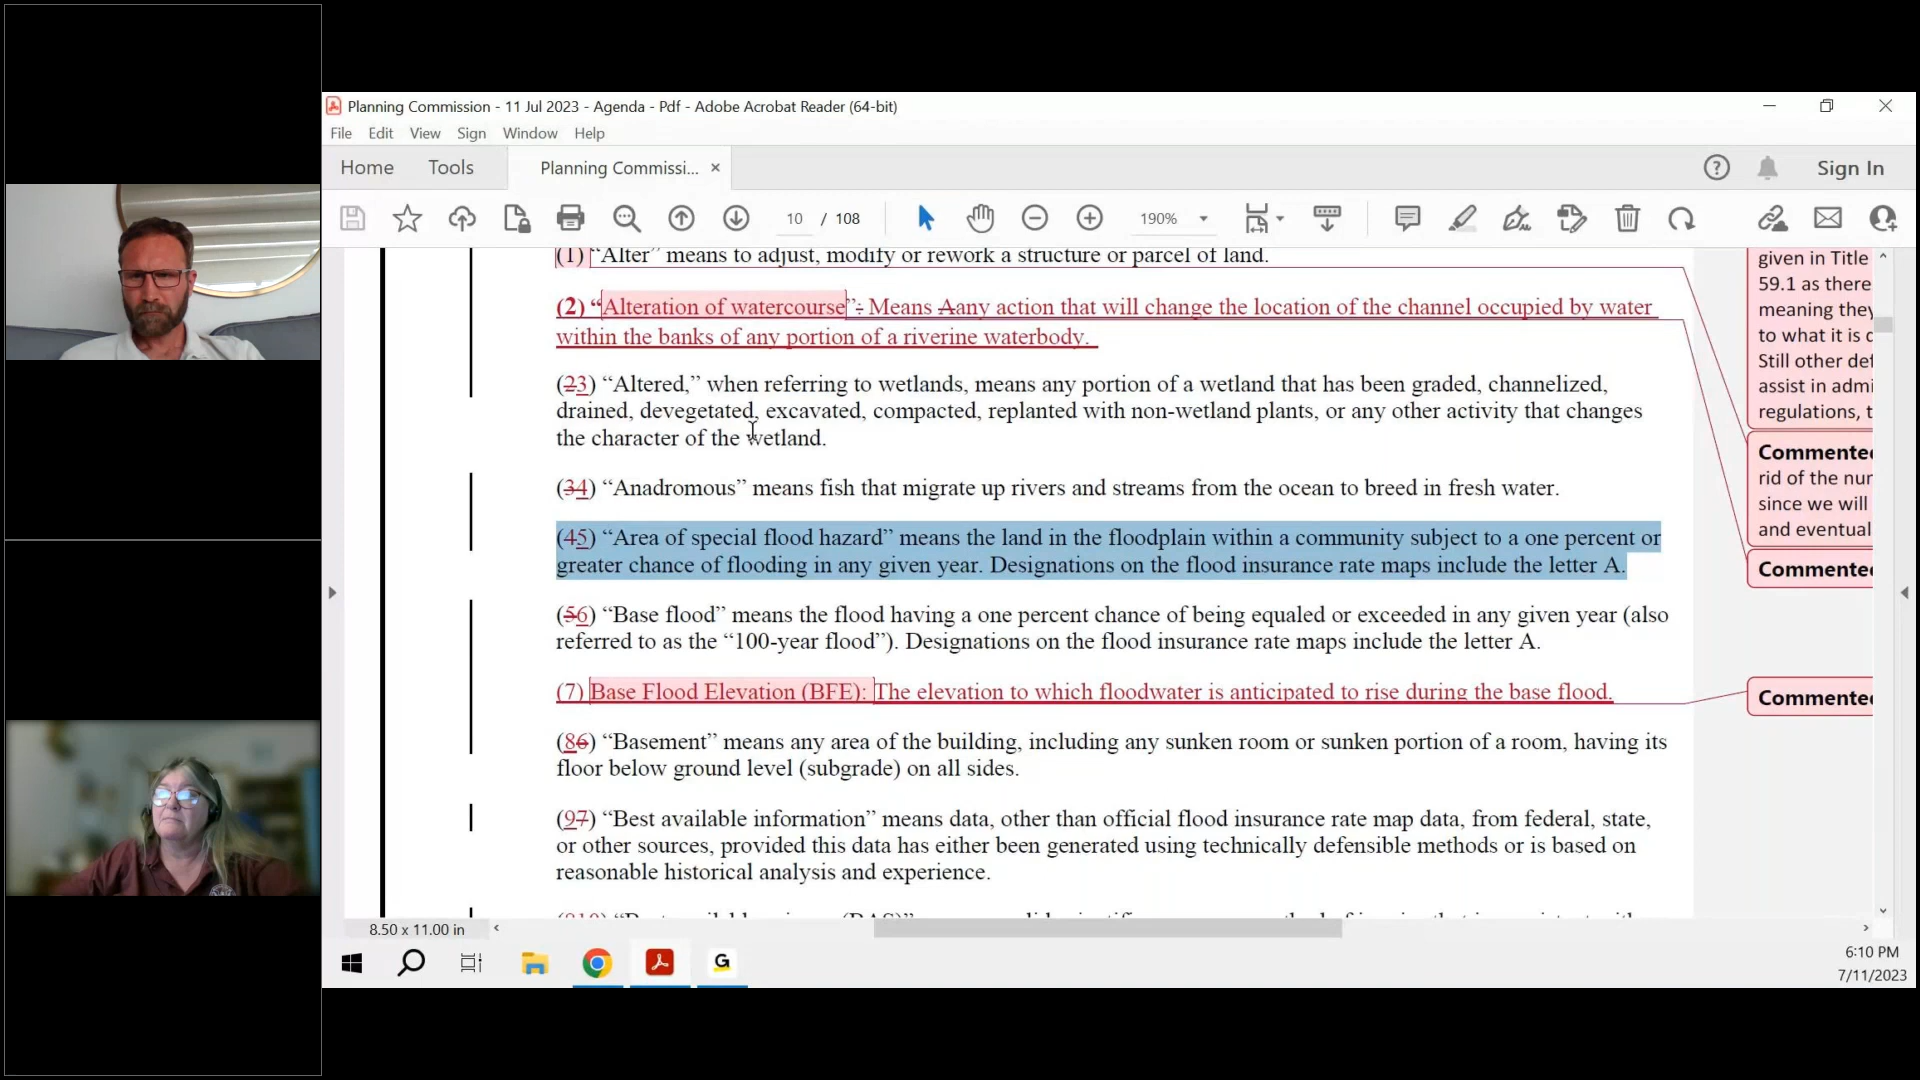 Planning Commission - 11 Jul 2023 - Agenda - Pdf - Adobe Acrobat Reader (64-bit)
File Edit View Sign Window Help
Home Tools Planning Commissi... × Sign In
10 / 108 190%
(1) “Alter” means to adjust, modify or rework a structure or parcel of land.
(2) “Alteration of watercourse”: Means Aany action that will change the location of the channel occupied by water
within the banks of any portion of a riverine waterbody.
(23) “Altered,” when referring to wetlands, means any portion of a wetland that has been graded, channelized,
drained, devegetated, excavated, compacted, replanted with non-wetland plants, or any other activity that changes
the character of the wetland.
(34) “Anadromous” means fish that migrate up rivers and streams from the ocean to breed in fresh water.
(45) “Area of special flood hazard” means the land in the floodplain within a community subject to a one percent or
greater chance of flooding in any given year. Designations on the flood insurance rate maps include the letter A.
(56) “Base flood” means the flood having a one percent chance of being equaled or exceeded in any given year (also
referred to as the “100-year flood”). Designations on the flood insurance rate maps include the letter A.
(7) Base Flood Elevation (BFE): The elevation to which floodwater is anticipated to rise during the base flood.
(86) “Basement” means any area of the building, including any sunken room or sunken portion of a room, having its
floor below ground level (subgrade) on all sides.
(97) “Best available information” means data, other than official flood insurance rate map data, from federal, state,
or other sources, provided this data has either been generated using technically defensible methods or is based on
reasonable historical analysis and experience.
given in Title
59.1 as there
meaning they
to what it is
Still other def
assist in admi
regulations, t
Commente
rid of the nur
since we will
and eventual
Commente
Commente
8.50 x 11.00 in
6:10 PM
7/11/2023